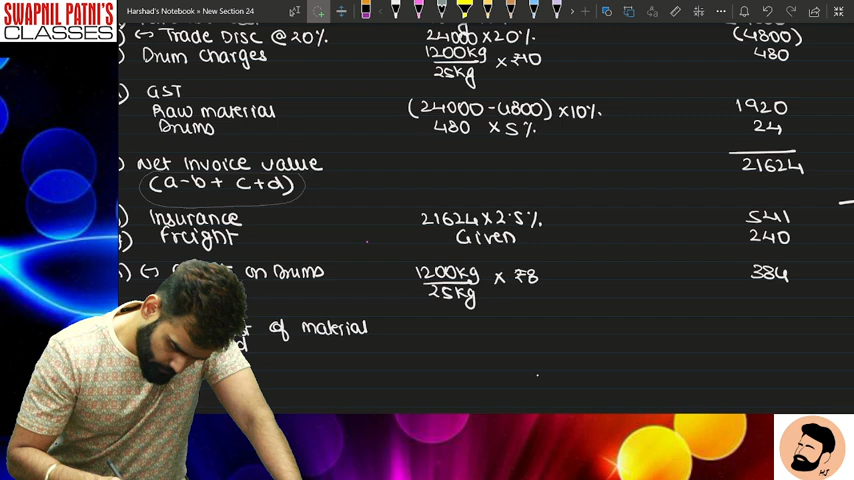 SWAPNIL PATNI'S
CLASSES
Harshad's Notebook » New Section 24
) ↔ Trade Disc @ 20% 24000 × 20% (4800)
) Drum Charges 1200kg/25kg × ₹10 480
) GST
Raw material (24000-4800) × 10% 1920
Drums 480 × 5% 24
) Net Invoice value 21624
(a-b+ c+d)
) Insurance 21624 × 2.5% 541
) Freight Given 240
) ↔ on Drums 1200kg/25kg × ₹8 384
of material
HS